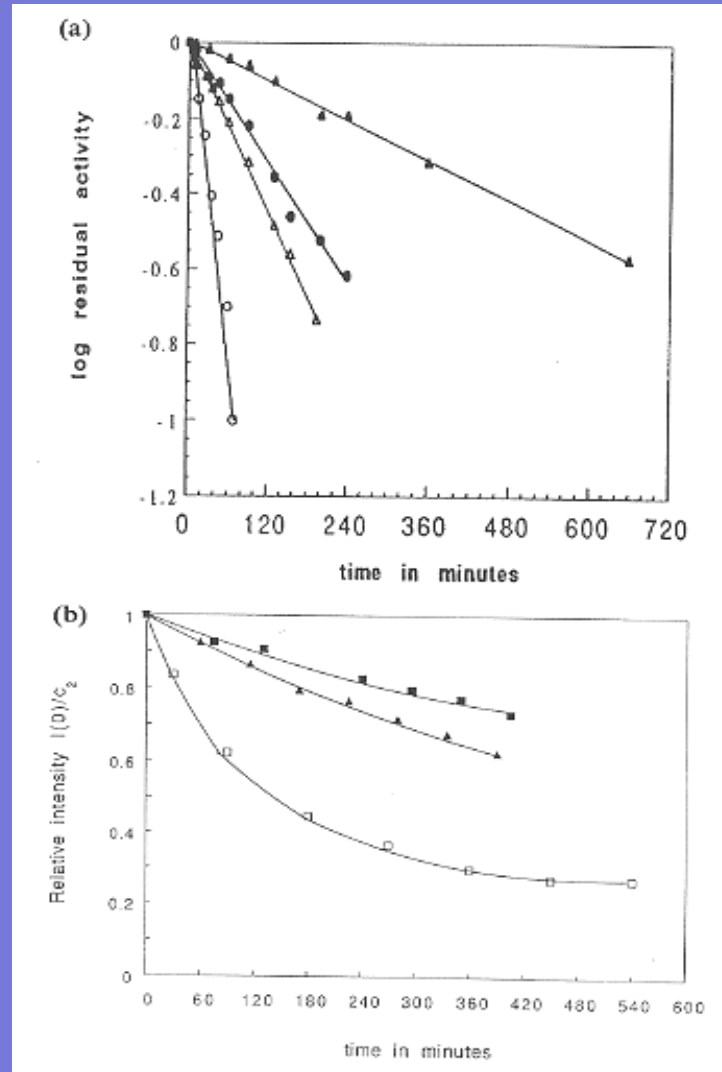 (a)
0
-0.2
-0.4
-0.6
-0.8
-1
-1.2
log residual activity
0 120 240 360 480 600 720
time in minutes
(b)
1
0.8
0.6
0.4
0.2
0
Relative intensity I(0)/c2
0 60 120 180 240 300 360 420 480 540 600
time in minutes